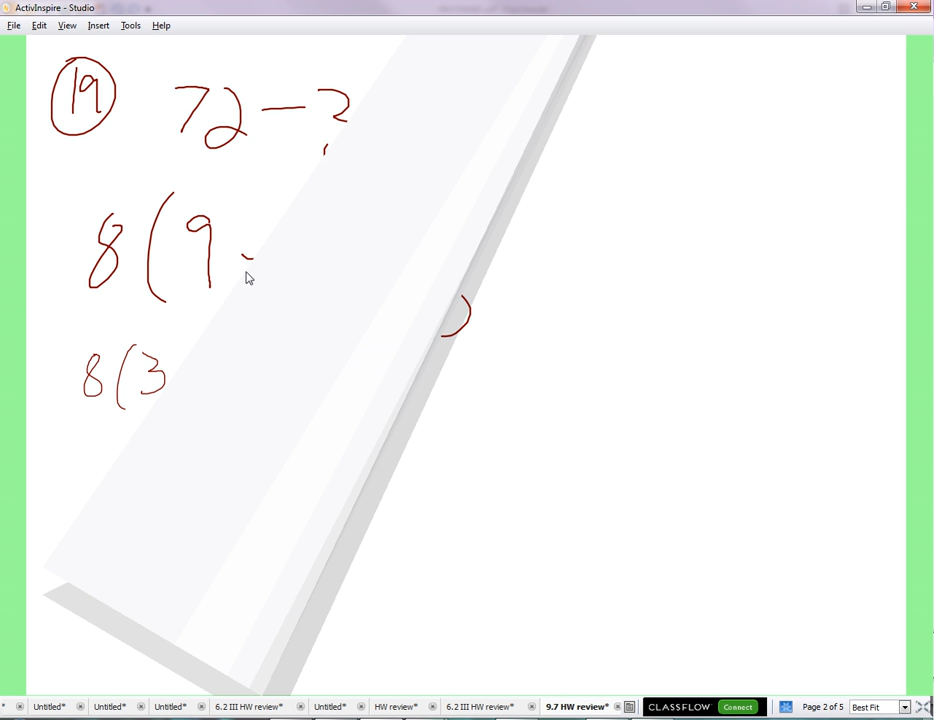 ActivInspire - Studio
File Edit View Insert Tools Help
19 72 - 3
8 ( 9 -
)
8 ( 3
Untitled* Untitled* Untitled* 6.2 III HW review* Untitled* HW review* 6.2 III HW review* 9.7 HW review* CLASSFLOW Connect Page 2 of 5 Best Fit